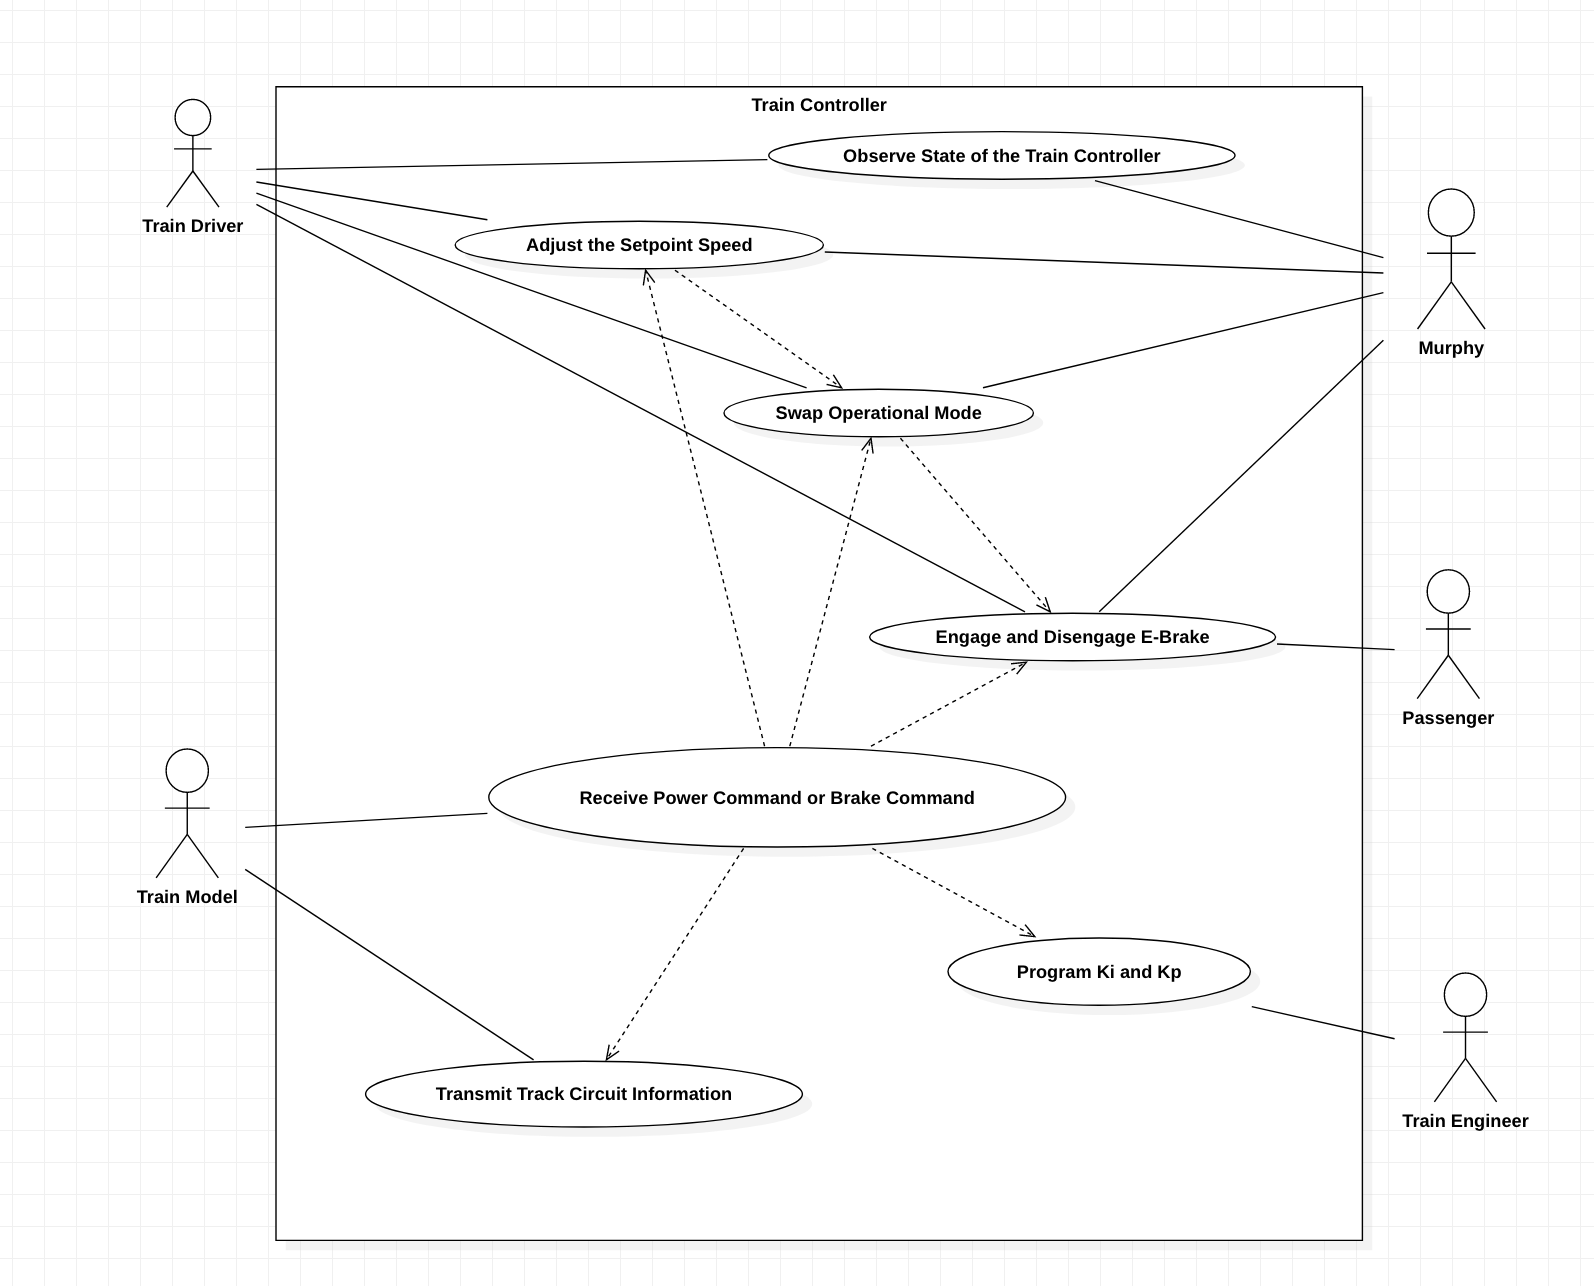 Train Controller
Observe State of the Train Controller
Train Driver
Adjust the Setpoint Speed
Murphy
Swap Operational Mode
Engage and Disengage E-Brake
Passenger
Receive Power Command or Brake Command
Train Model
Program Ki and Kp
Transmit Track Circuit Information
Train Engineer